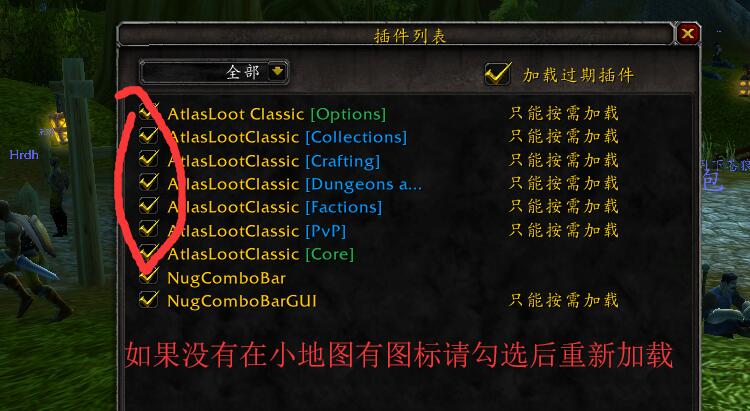 插件列表
全部
加载过期插件
AtlasLoot Classic [Options] 只能按需加载
AtlasLootClassic [Collections] 只能按需加载
AtlasLootClassic [Crafting] 只能按需加载
AtlasLootClassic [Dungeons a... 只能按需加载
AtlasLootClassic [Factions] 只能按需加载
AtlasLootClassic [PvP] 只能按需加载
AtlasLootClassic [Core]
NugComboBar
NugComboBarGUI 只能按需加载
Hrdh
包
如果没有在小地图有图标请勾选后重新加载